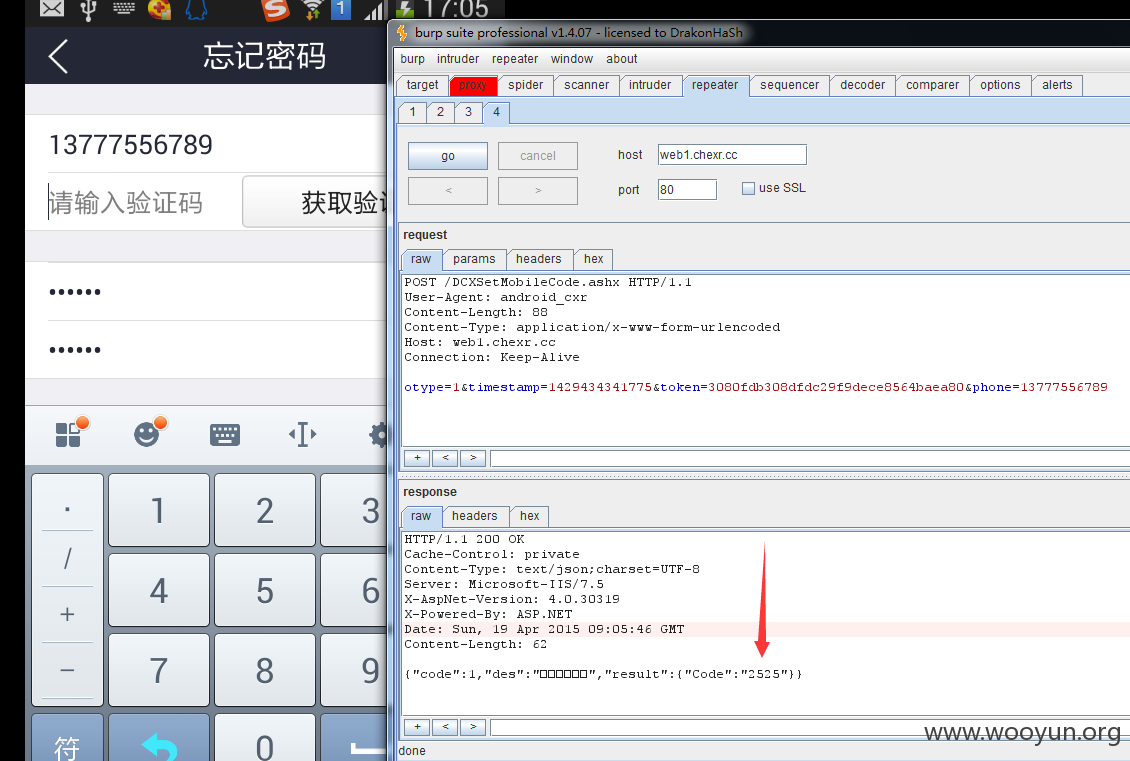 1 17:05
忘记密码
13777556789
请输入验证码 获取验
······
······
· 1 2 3
/ 4 5 6
+ 7 8 9
-
符 0
burp suite professional v1.4.07 - licensed to DrakonHaSh
burp intruder repeater window about
target proxy spider scanner intruder repeater sequencer decoder comparer options alerts
1 2 3 4
go cancel host web1.chexr.cc
< > port 80 use SSL
request
raw params headers hex
POST /DCXSetMobileCode.ashx HTTP/1.1
User-Agent: android_cxr
Content-Length: 88
Content-Type: application/x-www-form-urlencoded
Host: web1.chexr.cc
Connection: Keep-Alive
otype=1&timestamp=1429434341775&token=3080fdb308dfdc29f9dece8564baea80&phone=13777556789
+ < >
response
raw headers hex
HTTP/1.1 200 OK
Cache-Control: private
Content-Type: text/json;charset=UTF-8
Server: Microsoft-IIS/7.5
X-AspNet-Version: 4.0.30319
X-Powered-By: ASP.NET
Date: Sun, 19 Apr 2015 09:05:46 GMT
Content-Length: 62
{"code":1,"des":"□□□□□□","result":{"Code":"2525"}}
+ < >
done
www.wooyun.org